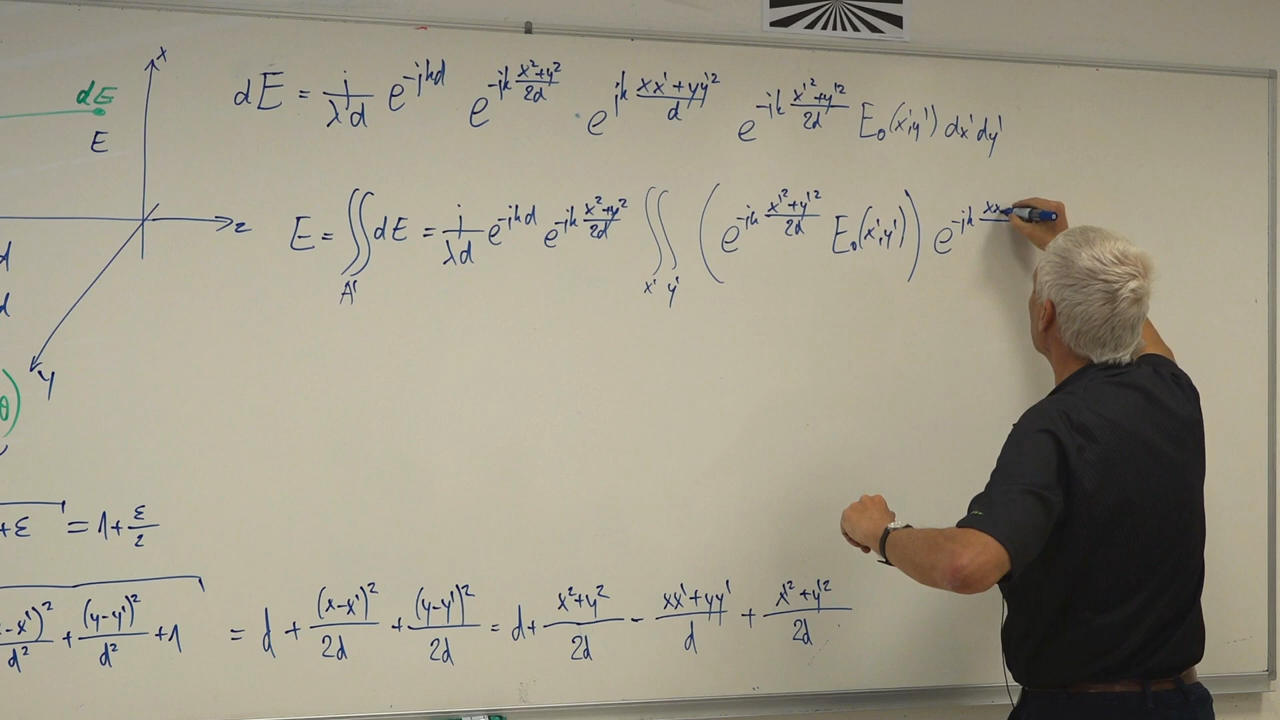 x
dE
E
z
y
d
d
θ)
dE = j/λd e^{-jkd} e^{-jk (x²+y²)/2d} e^{jk (xx'+yy'²)/d} e^{-jk (x'²+y'²)/2d} E₀(x',y') dx'dy'
E = ∬_{A'} dE = j/λd e^{-jkd} e^{-jk (x²+y²)/2d} ∫_{x'} ∫_{y'} (e^{-jk (x'²+y'²)/2d} E₀(x',y')) e^{-jk xx
+ε = 1+ ε/2
-x')²/d² + (y-y')²/d² +1 = d + (x-x')²/2d + (y-y')²/2d = d+ (x²+y²)/2d - (xx'+yy')/d + (x'²+y'²)/2d